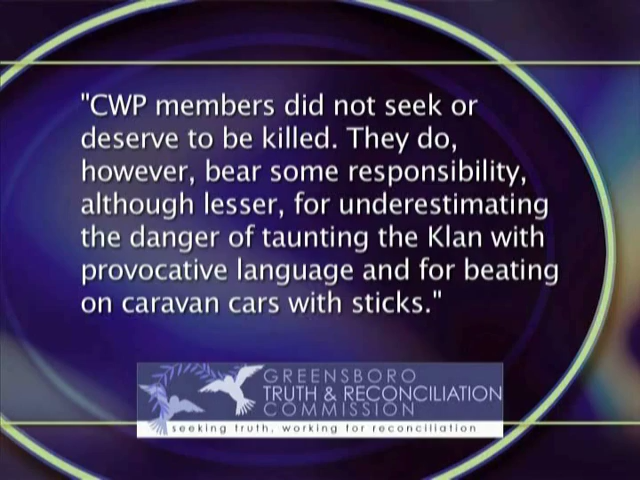 "CWP members did not seek or
deserve to be killed. They do,
however, bear some responsibility,
although lesser, for underestimating
the danger of taunting the Klan with
provocative language and for beating
on caravan cars with sticks."
GREENSBORO
TRUTH & RECONCILIATION
COMMISSION
seeking truth, working for reconciliation